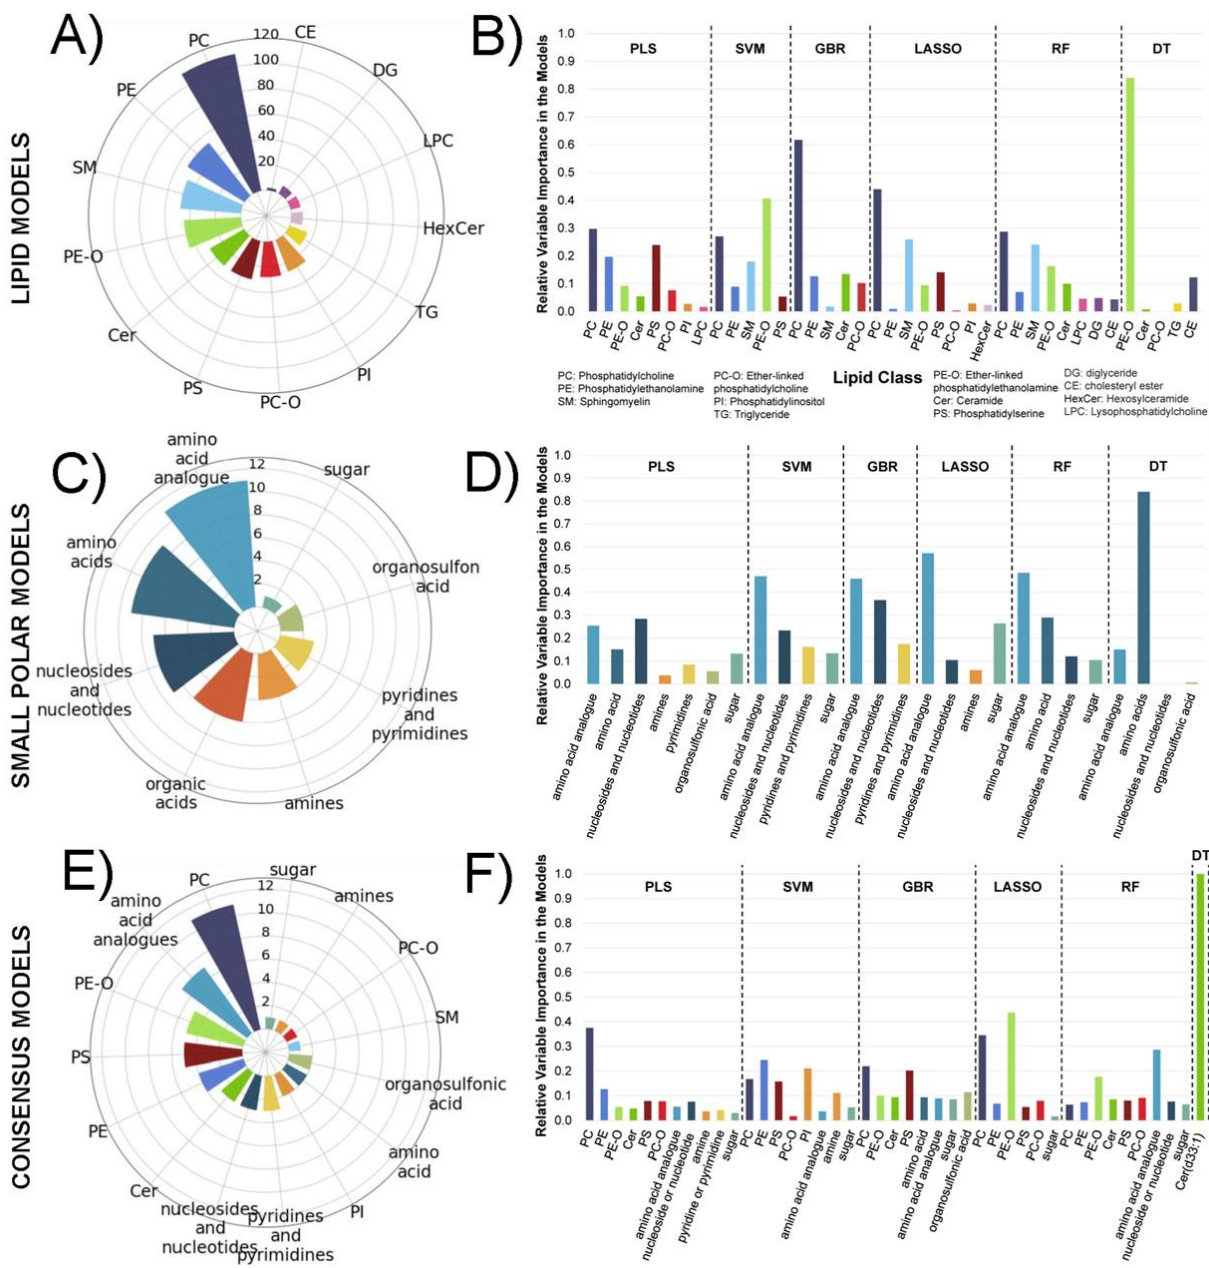 LIPID MODELS
A)
120
100
80
60
40
20
PC
CE
DG
LPC
HexCer
TG
PI
PC-O
PS
Cer
PE-O
SM
PE
B)
Relative Variable Importance in the Models
1.0
0.9
0.8
0.7
0.6
0.5
0.4
0.3
0.2
0.1
0.0
PLS SVM GBR LASSO RF DT
PC PE PE-O Cer PS PC-O PI LPC PC PE SM PE-O PS PC PE SM Cer PC-O PC PE SM PE-O PS PC-O PI HexCer PC PE SM PE-O Cer LPC DG CE PE-O Cer PC-O TG CE
Lipid Class
PC: Phosphatidylcholine
PE: Phosphatidylethanolamine
SM: Sphingomyelin
PC-O: Ether-linked
phosphatidylcholine
PI: Phosphatidylinositol
TG: Triglyceride
PE-O: Ether-linked
phosphatidylethanolamine
Cer: Ceramide
PS: Phosphatidylserine
DG: diglyceride
CE: cholesteryl ester
HexCer: Hexosylceramide
LPC: Lysophosphatidylcholine
SMALL POLAR MODELS
C)
12
10
8
6
4
2
amino
acid
analogue
sugar
organosulfon
acid
pyridines
and
pyrimidines
amines
organic
acids
nucleosides
and
nucleotides
amino
acids
D)
Relative Variable Importance in the Models
1.0
0.9
0.8
0.7
0.6
0.5
0.4
0.3
0.2
0.1
0.0
PLS SVM GBR LASSO RF DT
amino acid analogue
amino acid
nucleosides and nucleotides
amines
pyrimidines
organosulfonic acid
sugar
amino acid analogue
nucleosides and nucleotides
pyridines and pyrimidines
sugar
amino acid analogue
nucleosides and nucleotides
pyridines and pyrimidines
amino acid analogue
nucleosides and nucleotides
amines
sugar
amino acid analogue
amino acid
nucleosides and nucleotides
sugar
amino acid analogue
amino acids
nucleosides and nucleotides
organosulfonic acid
CONSENSUS MODELS
E)
12
10
8
6
4
2
PC
sugar
amines
PC-O
SM
organosulfonic
acid
amino
acid
PI
pyridines
and
pyrimidines
nucleosides
and
nucleotides
Cer
PE
PS
PE-O
amino
acid
analogues
F)
Relative Variable Importance in the Models
1.0
0.9
0.8
0.7
0.6
0.5
0.4
0.3
0.2
0.1
0.0
PLS SVM GBR LASSO RF DT
PC
PE
PE-O
Cer
PS
PC-O
amino acid analogue
nucleoside or nucleotide
amine
pyridine or pyrimidine
sugar
PC
PE
PS
PC-O
PI
amino acid analogue
amine
sugar
PC
PE-O
Cer
PS
amino acid
amino acid analogue
sugar
organosulfonic acid
PC
PE
PE-O
PS
PC-O
sugar
PC
PE
PE-O
Cer
PS
PC-O
amino acid analogue
nucleoside or nucleotide
sugar
Cer(d33:1)